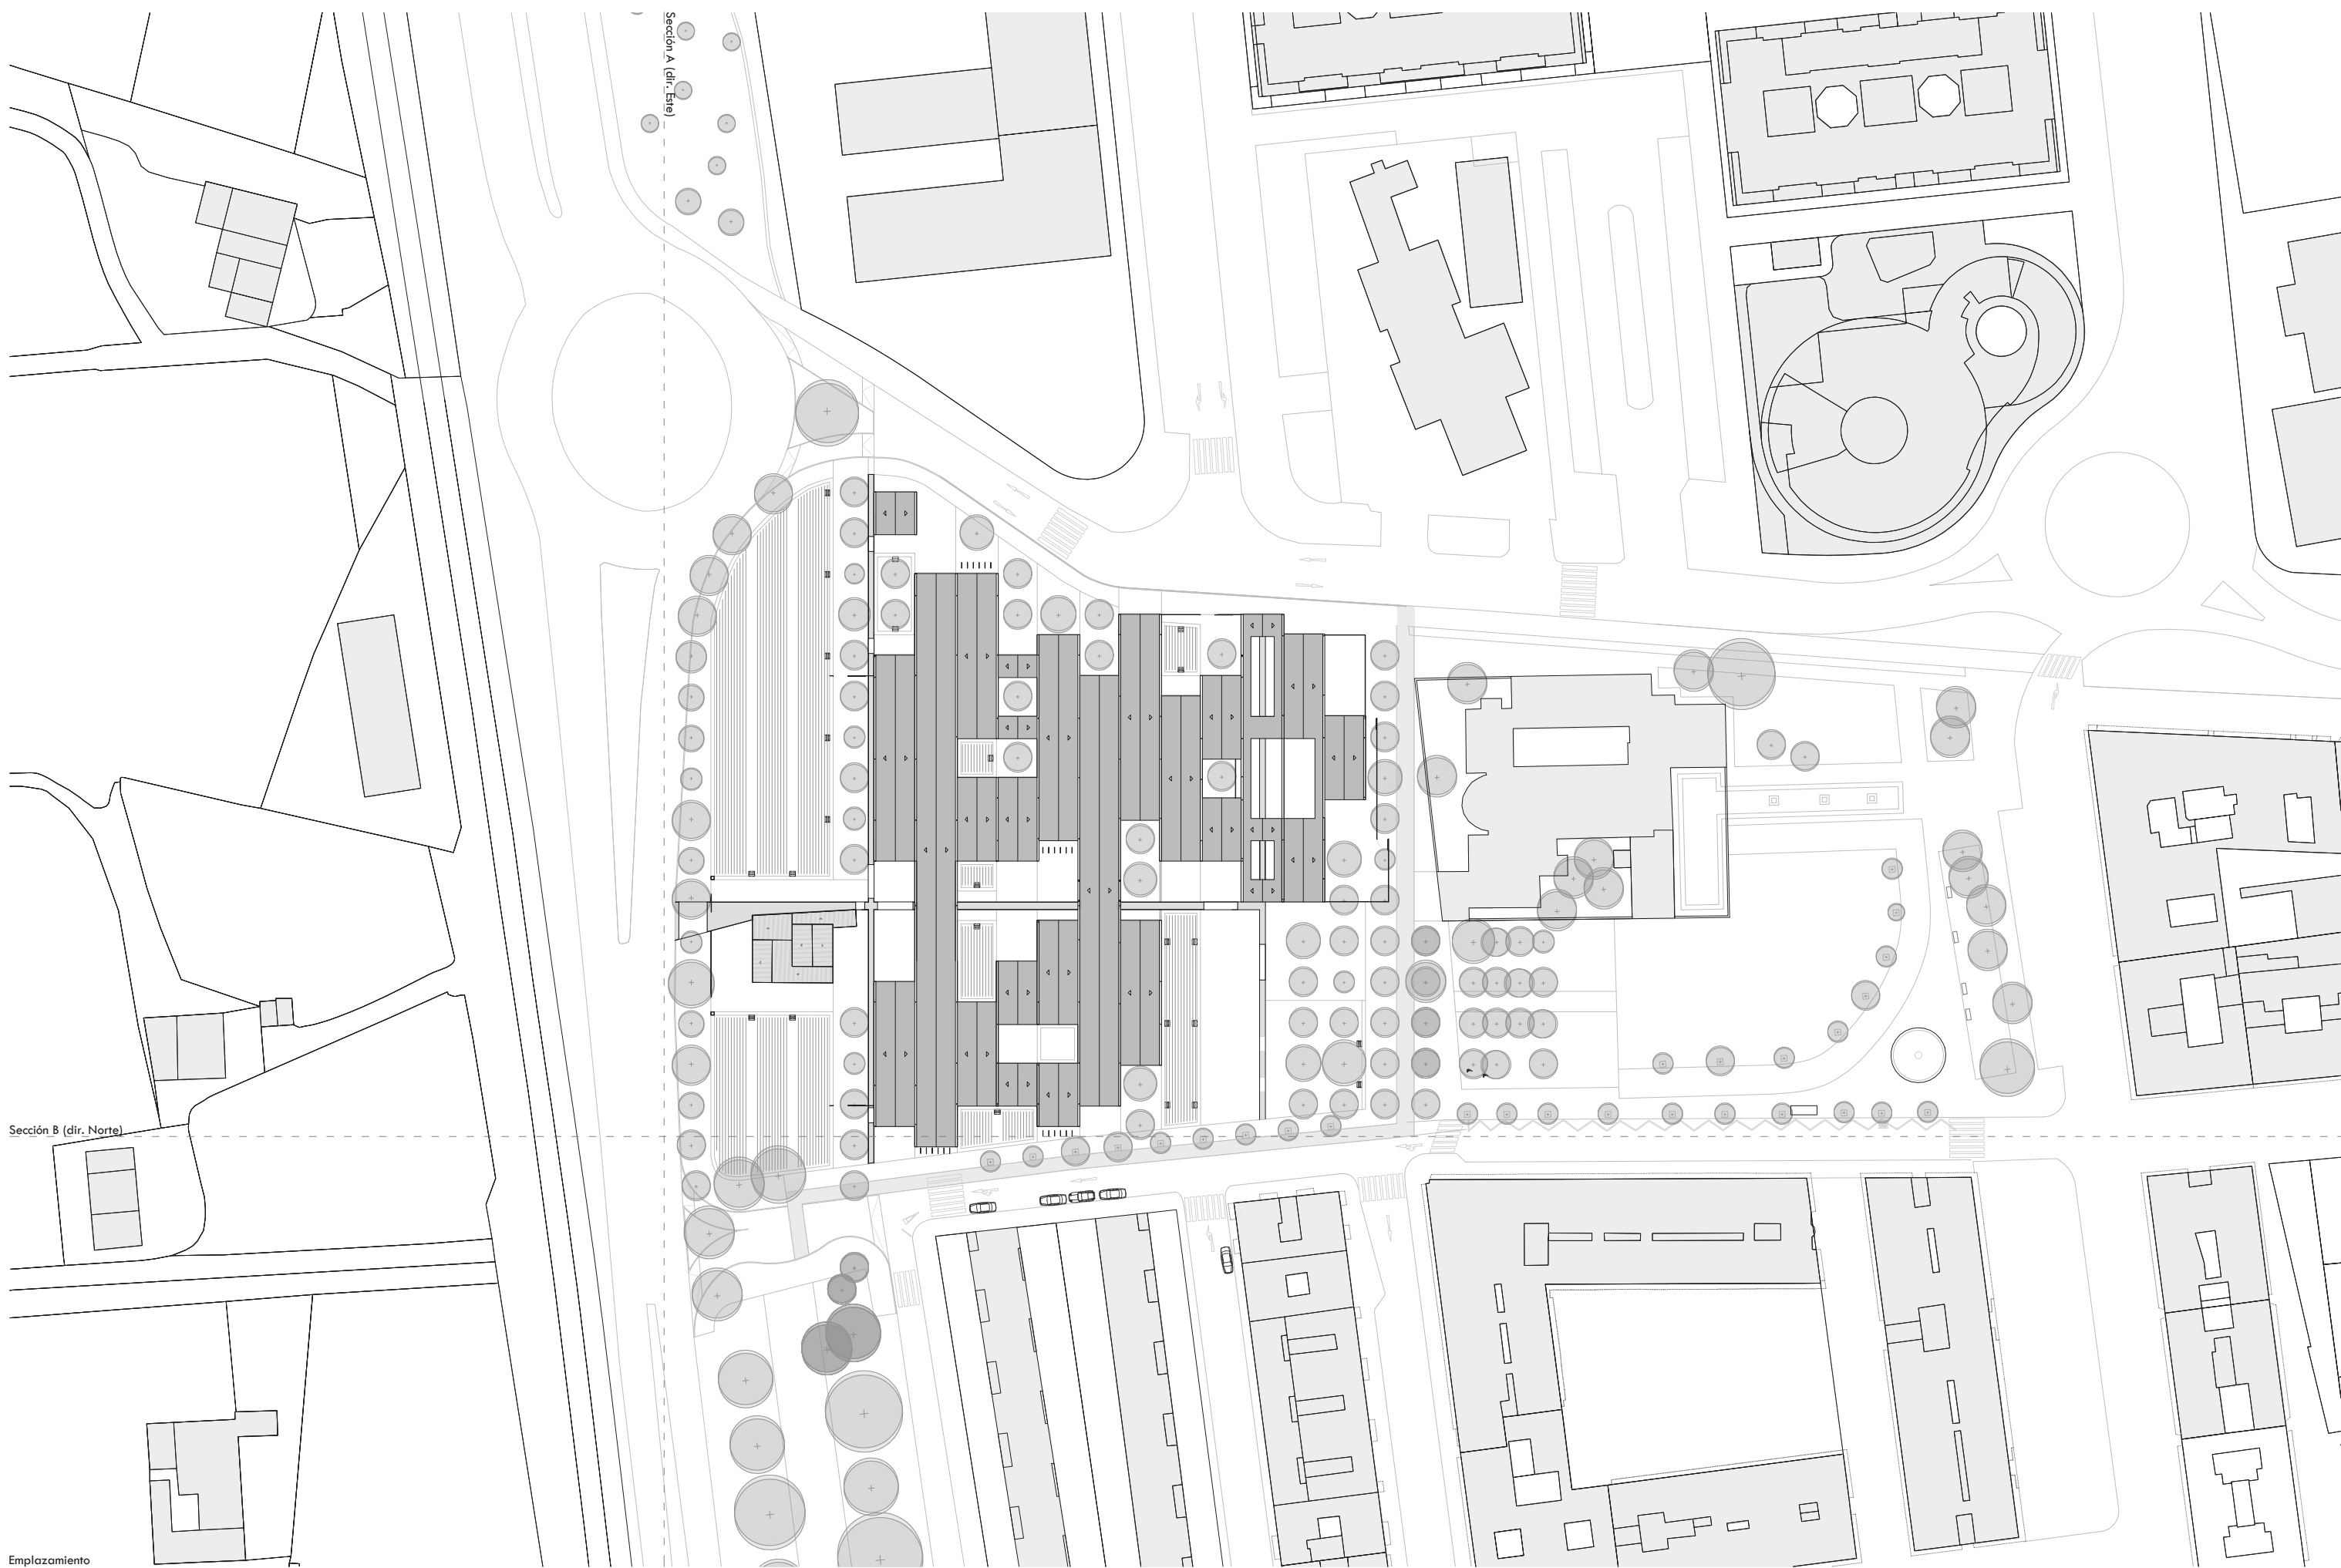 Sección A (dir. Este)
Sección B (dir. Norte)
Emplazamiento